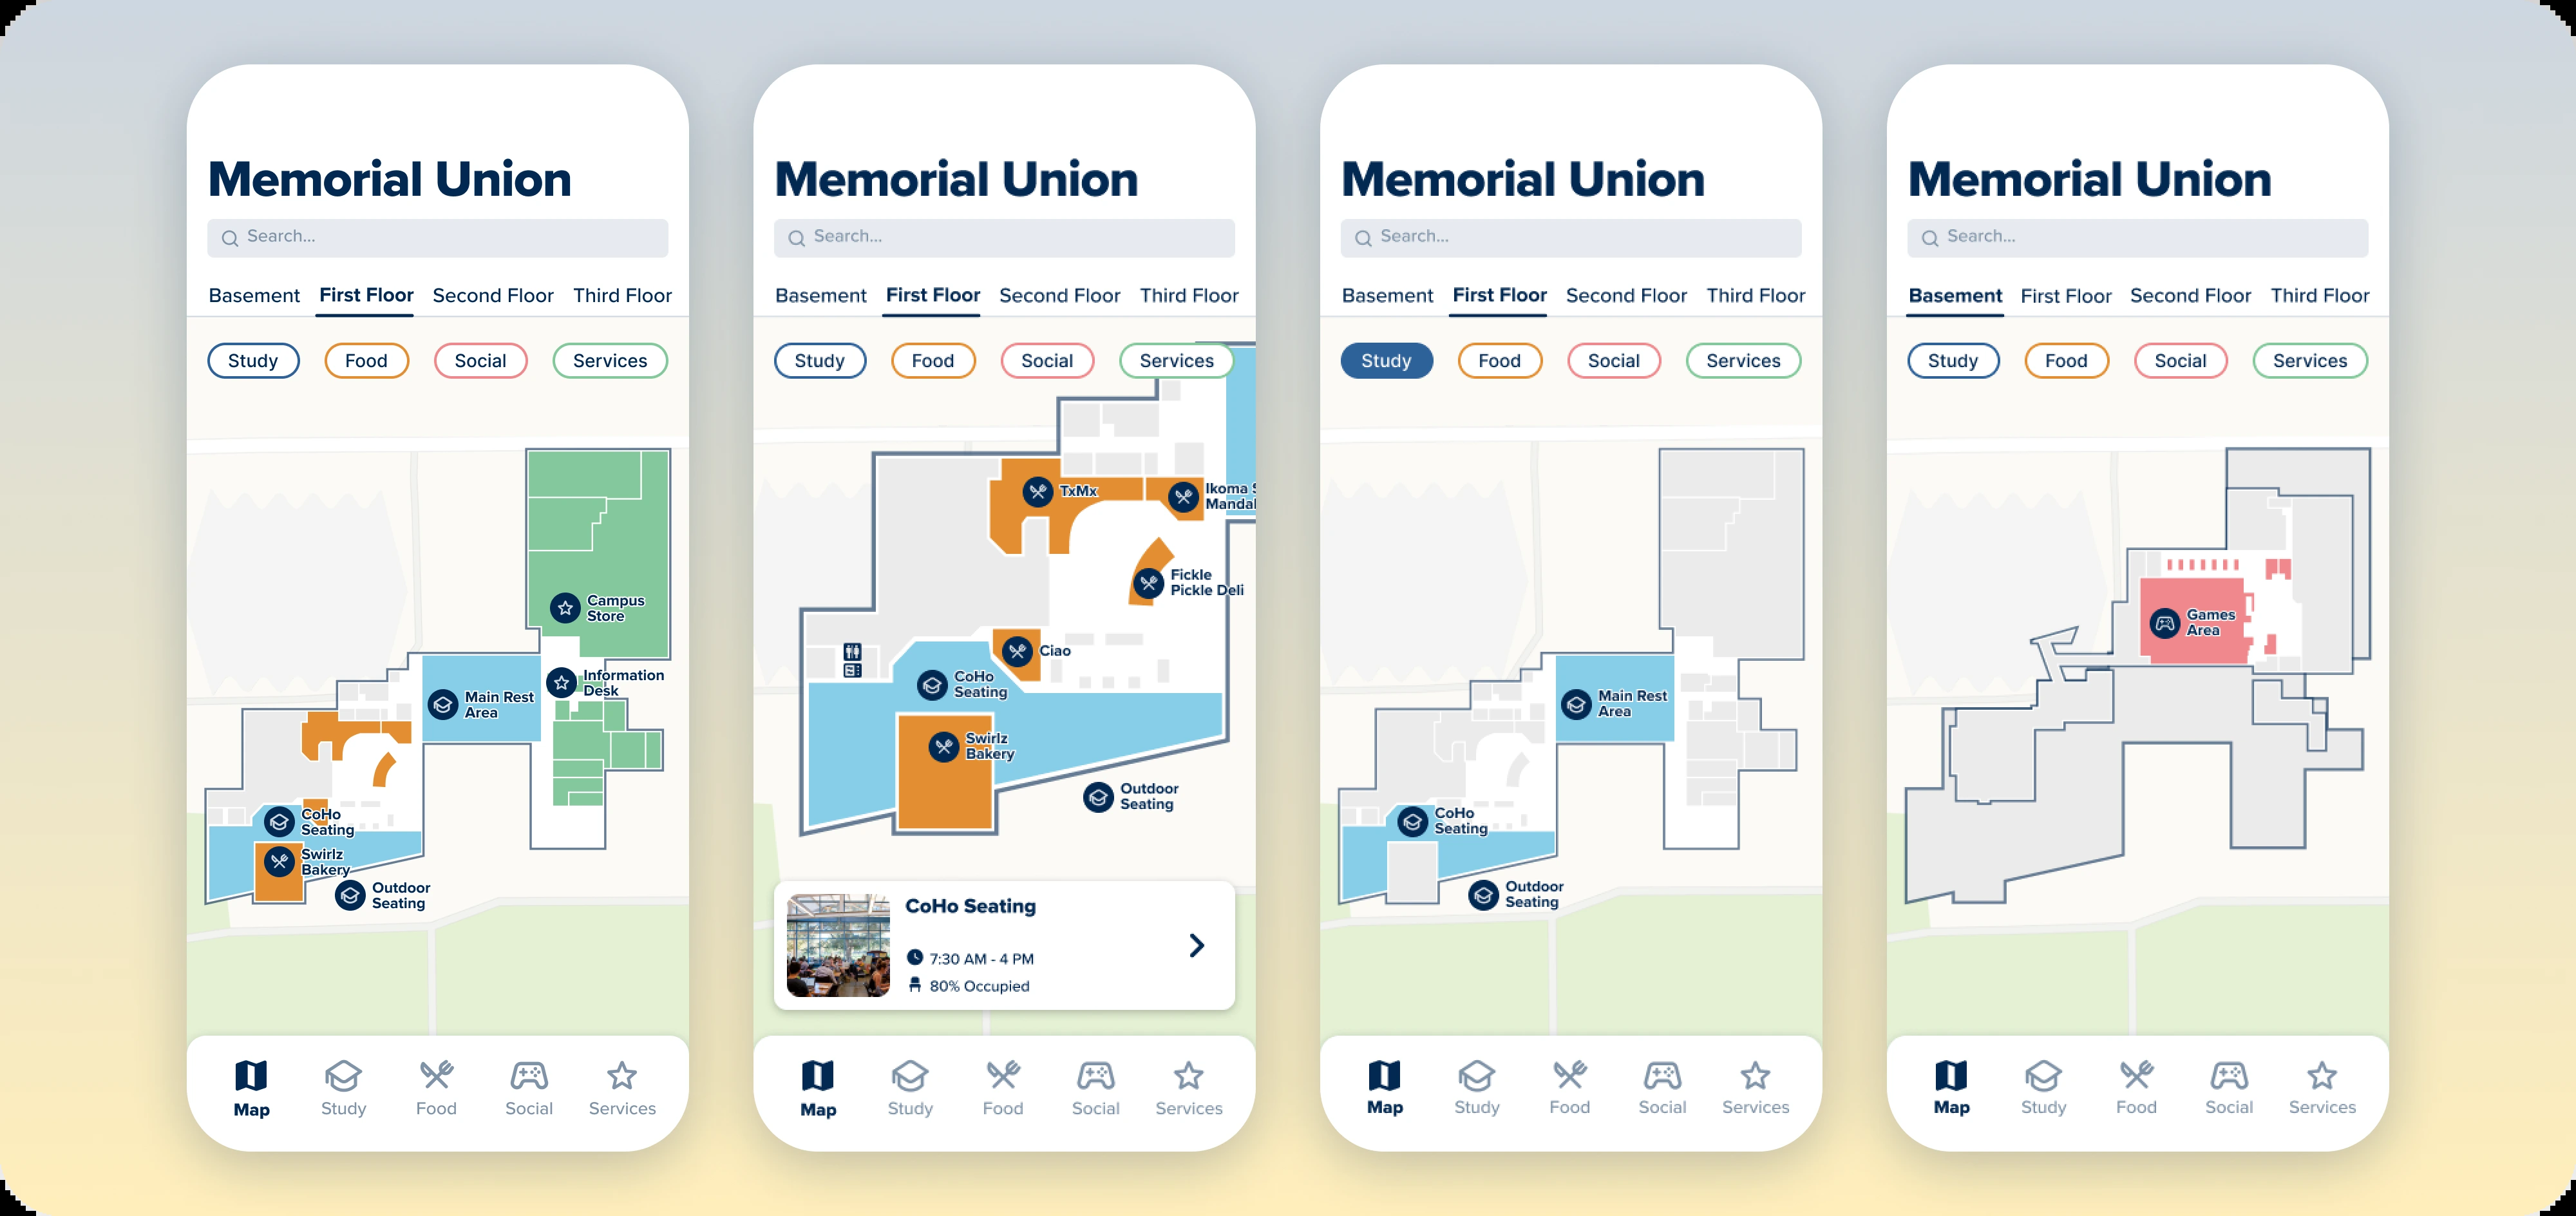 Memorial Union
Search...
Basement First Floor Second Floor Third Floor
Study Food Social Services
Campus
Store
Information
Desk
Main Rest
Area
CoHo
Seating
Swirlz
Bakery
Outdoor
Seating
Map Study Food Social Services
Memorial Union
Search...
Basement First Floor Second Floor Third Floor
Study Food Social Services
TxMx
Ikoma
Fickle
Pickle Deli
Ciao
CoHo
Seating
Swirlz
Bakery
Outdoor
Seating
CoHo Seating
7:30 AM - 4 PM
80% Occupied
Map Study Food Social Services
Memorial Union
Search...
Basement First Floor Second Floor Third Floor
Study Food Social Services
Main Rest
Area
CoHo
Seating
Outdoor
Seating
Map Study Food Social Services
Memorial Union
Search...
Basement First Floor Second Floor Third Floor
Study Food Social Services
Games
Area
Map Study Food Social Services